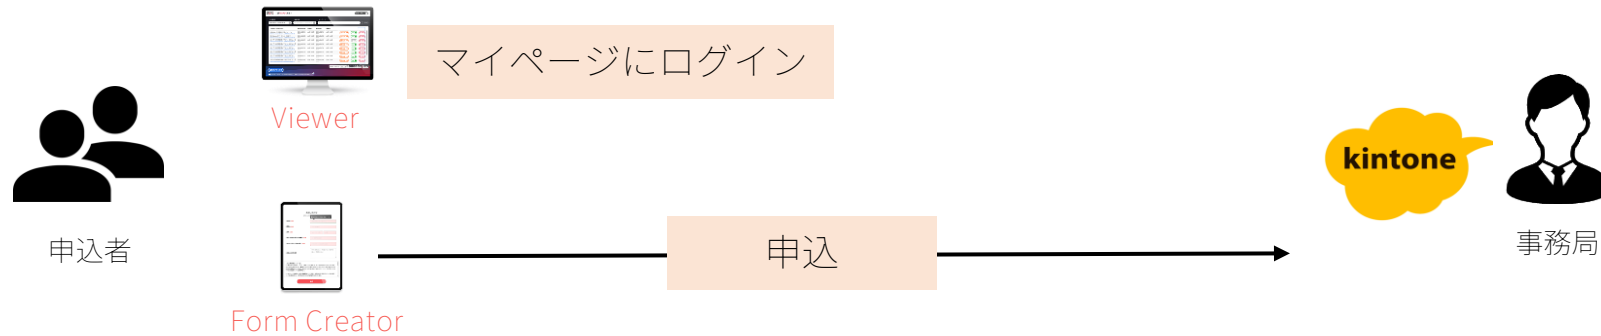 マイページにログイン
Viewer
kintone
申込者
申込
事務局
Form Creator